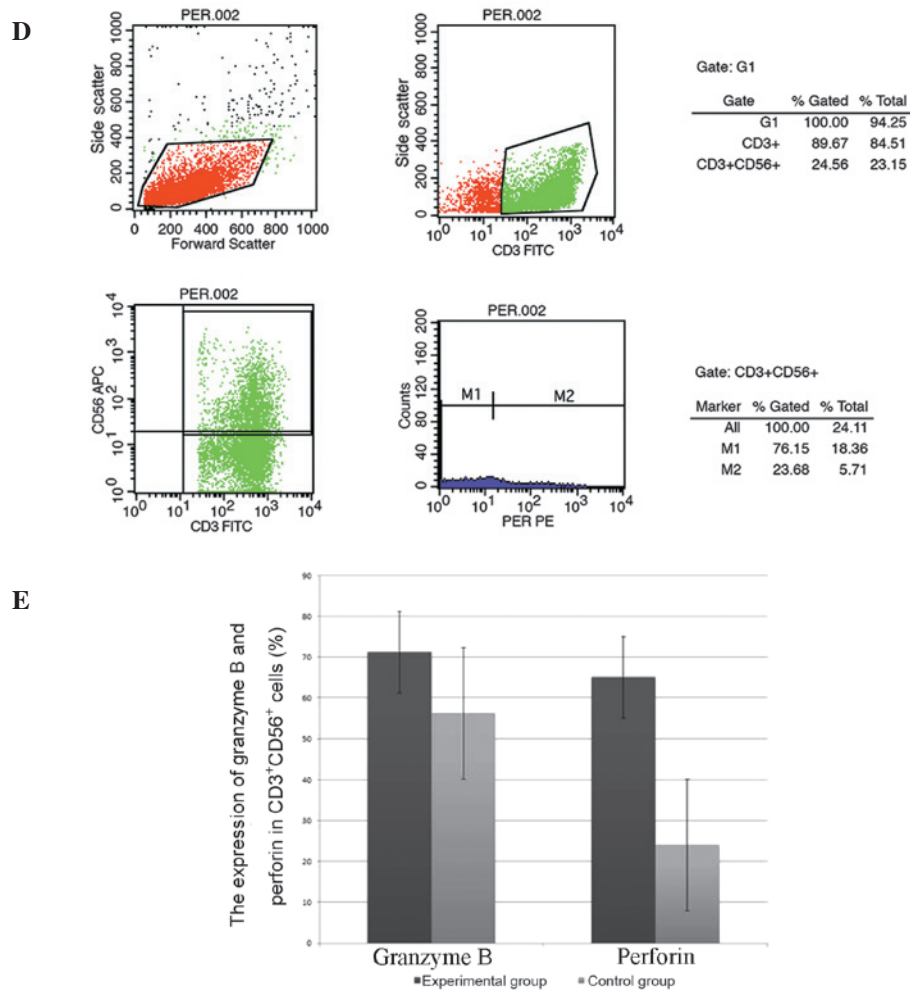 D
PER.002
Side scatter
1000
800
600
400
200
0
0 200 400 600 800 1000
Forward Scatter
PER.002
Side scatter
1000
800
600
400
200
0
10⁰ 10¹ 10² 10³ 10⁴
CD3 FITC
Gate: G1
Gate % Gated % Total
G1 100.00 94.25
CD3+ 89.67 84.51
CD3+CD56+ 24.56 23.15
PER.002
CD56 APC
10⁴
10³
10²
10¹
10⁰
10⁰ 10¹ 10² 10³ 10⁴
CD3 FITC
PER.002
Counts
200
160
120
80
40
0
M1 M2
10⁰ 10¹ 10² 10³ 10⁴
PER PE
Gate: CD3+CD56+
Marker % Gated % Total
All 100.00 24.11
M1 76.15 18.36
M2 23.68 5.71
E
The expression of granzyme B and
perforin in CD3⁺CD56⁺ cells (%)
90
80
70
60
50
40
30
20
10
0
Granzyme B Perforin
Experimental group Control group